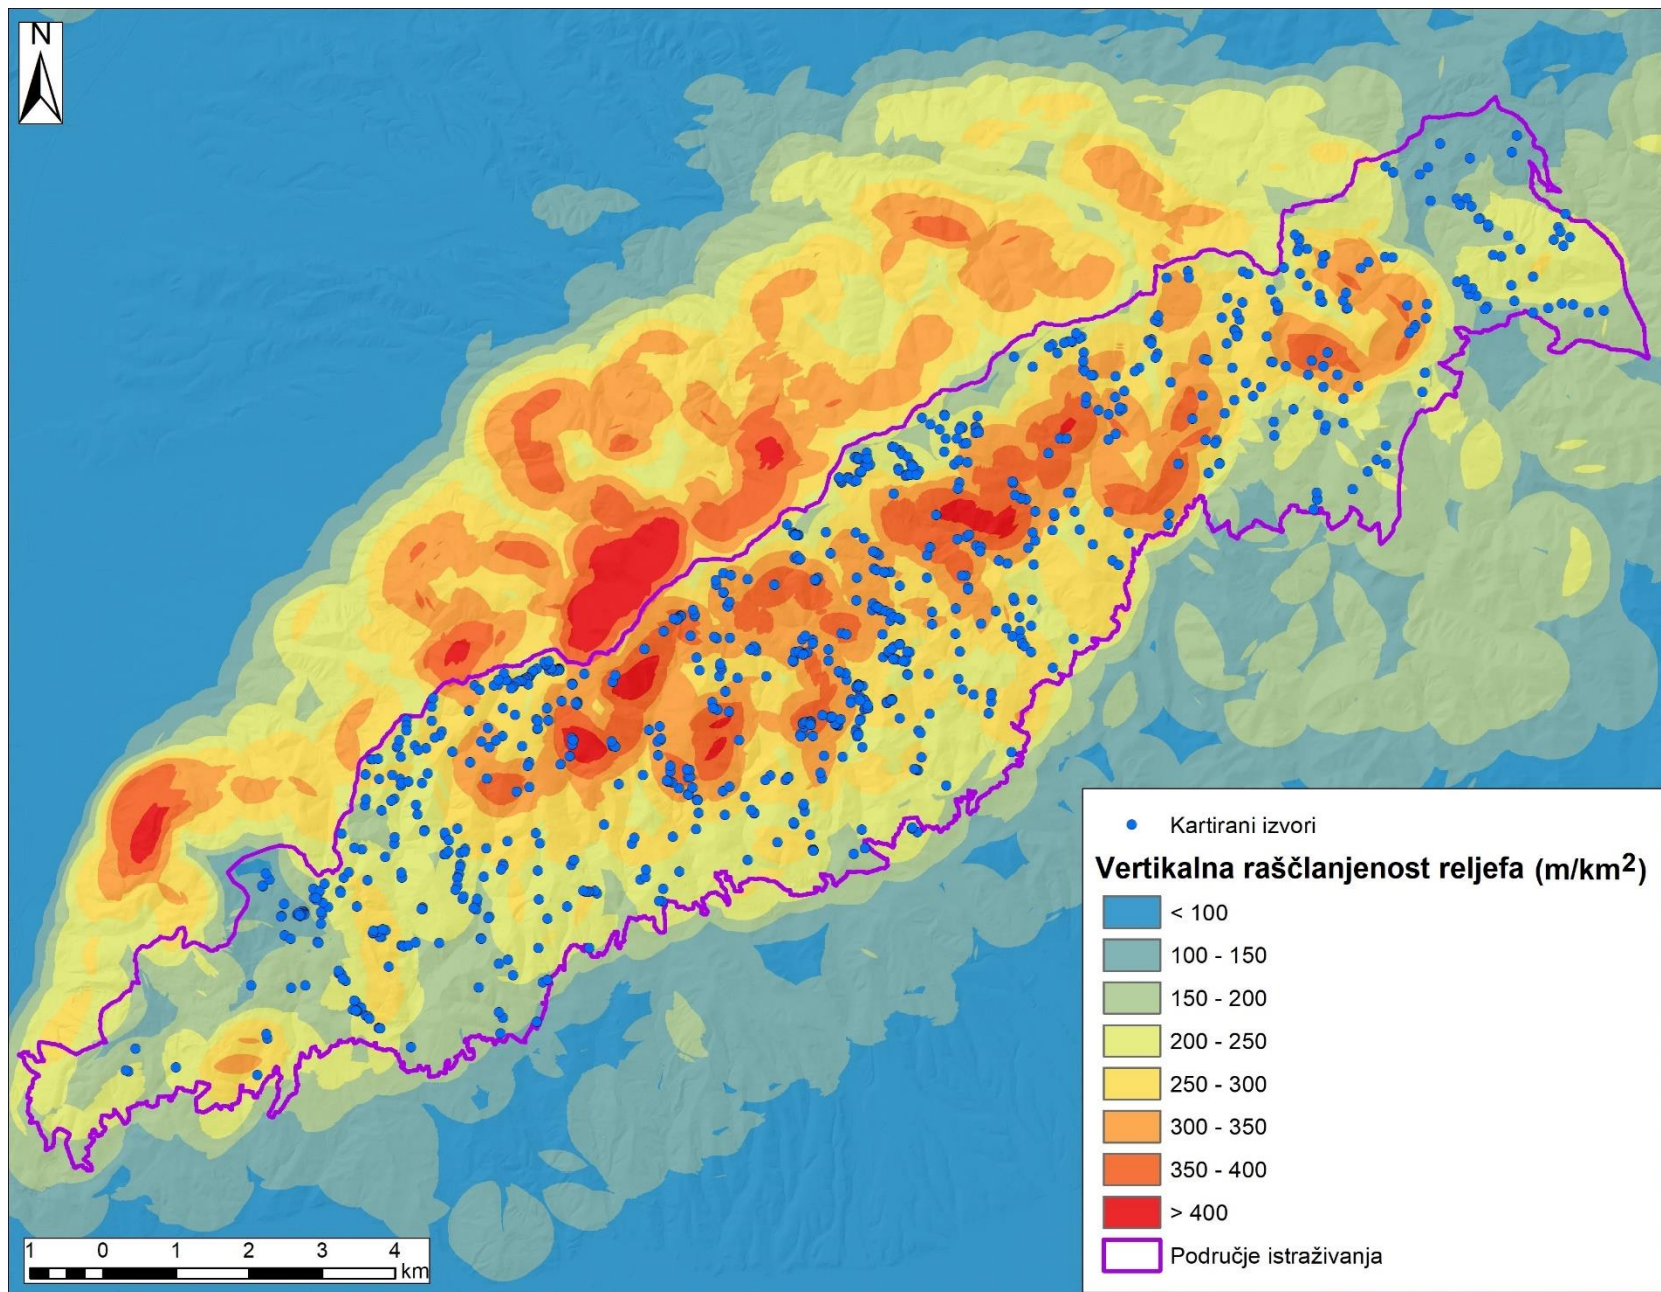 N
Kartirani izvori
Vertikalna raščlanjenost reljefa (m/km²)
< 100
100 - 150
150 - 200
200 - 250
250 - 300
300 - 350
350 - 400
> 400
Područje istraživanja
1 0 1 2 3 4
km